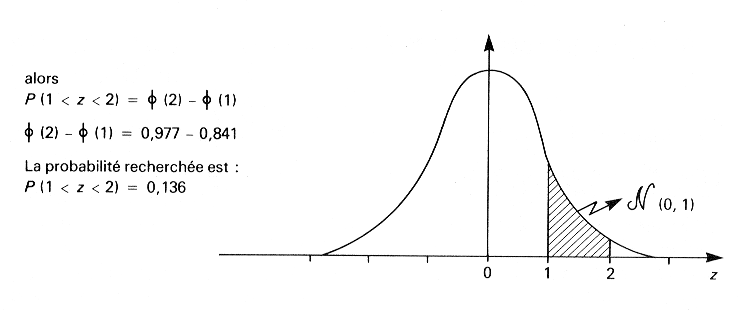 alors
P (1 < z < 2) = ϕ (2) – ϕ (1)
ϕ (2) – ϕ (1) = 0,977 – 0,841
La probabilité recherchée est :
P (1 < z < 2) = 0,136
𝒩 (0, 1)
0 1 2 z